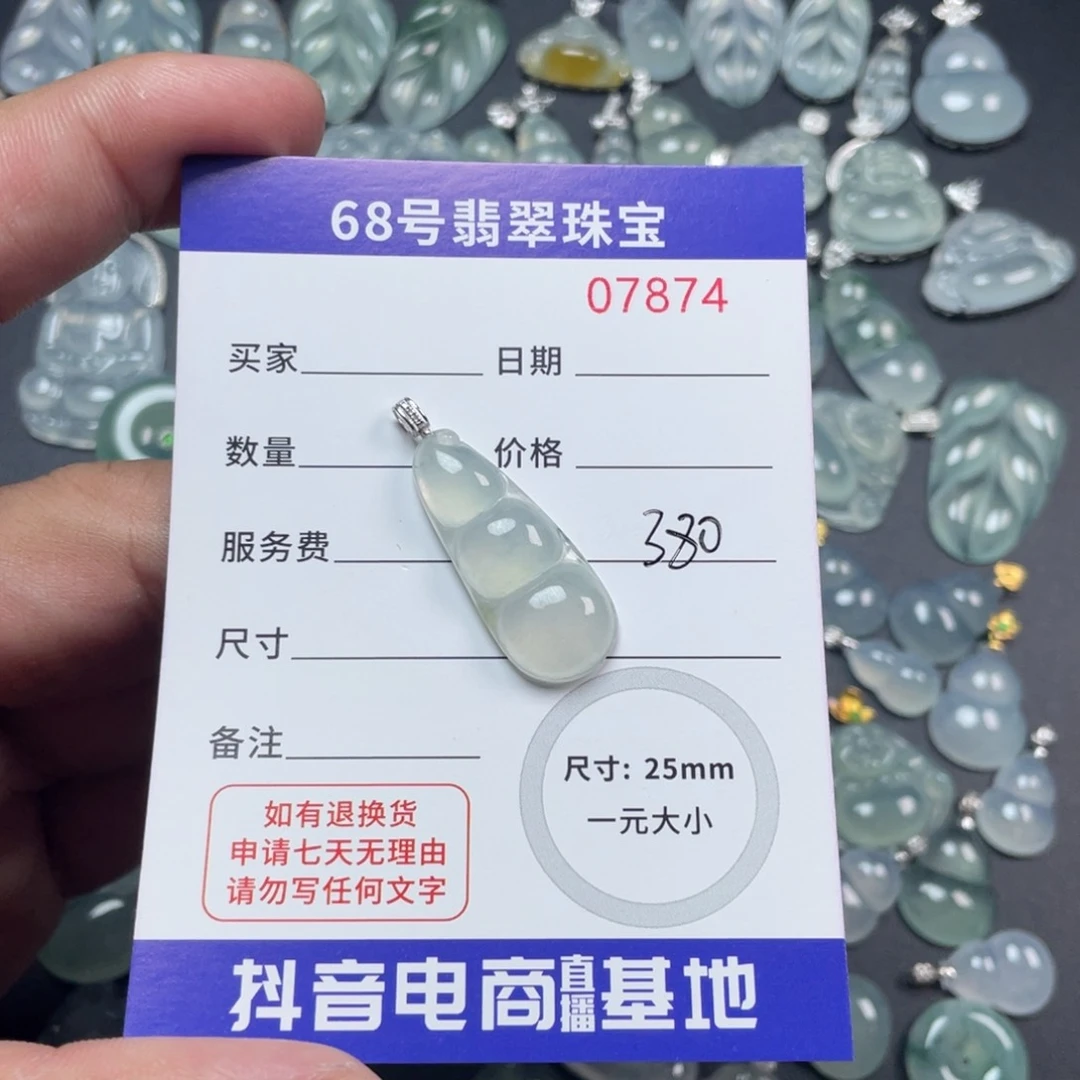 68号翡翠珠宝
07874
买家 日期
数量 价格
服务费 380
尺寸
备注
尺寸: 25mm
一元大小
如有退换货
申请七天无理由
请勿写任何文字
抖音电商直播基地